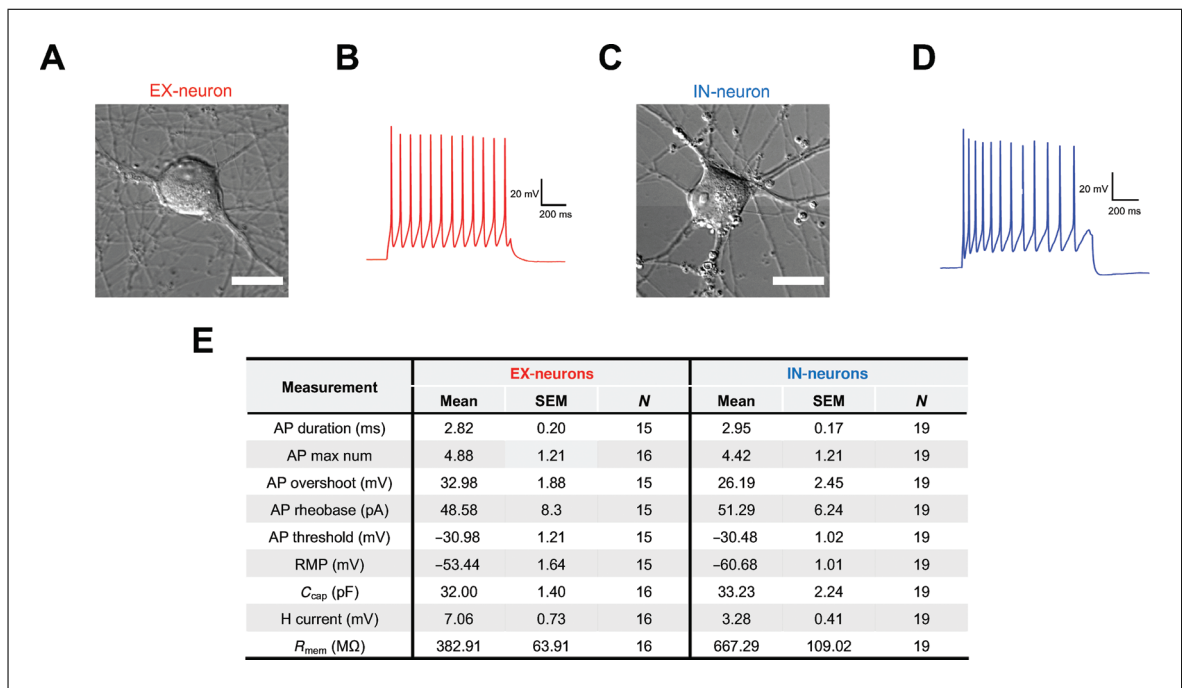 A
EX-neuron
B
20 mV
200 ms
C
IN-neuron
D
20 mV
200 ms
E
Measurement EX-neurons IN-neurons
Mean SEM N Mean SEM N
AP duration (ms) 2.82 0.20 15 2.95 0.17 19
AP max num 4.88 1.21 16 4.42 1.21 19
AP overshoot (mV) 32.98 1.88 15 26.19 2.45 19
AP rheobase (pA) 48.58 8.3 15 51.29 6.24 19
AP threshold (mV) –30.98 1.21 15 –30.48 1.02 19
RMP (mV) –53.44 1.64 15 –60.68 1.01 19
Ccap (pF) 32.00 1.40 16 33.23 2.24 19
H current (mV) 7.06 0.73 16 3.28 0.41 19
Rmem (MΩ) 382.91 63.91 16 667.29 109.02 19